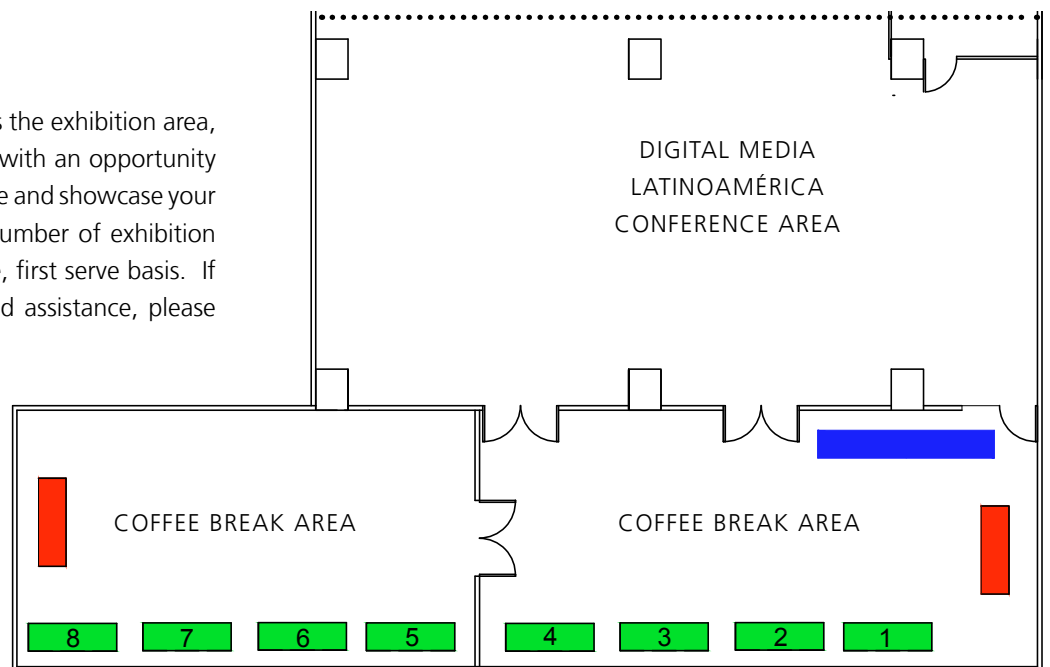 s the exhibition area,
with an opportunity
e and showcase your
umber of exhibition
, first serve basis. If
d assistance, please
DIGITAL MEDIA
LATINOAMÉRICA
CONFERENCE AREA
COFFEE BREAK AREA
COFFEE BREAK AREA
8 7 6 5 4 3 2 1